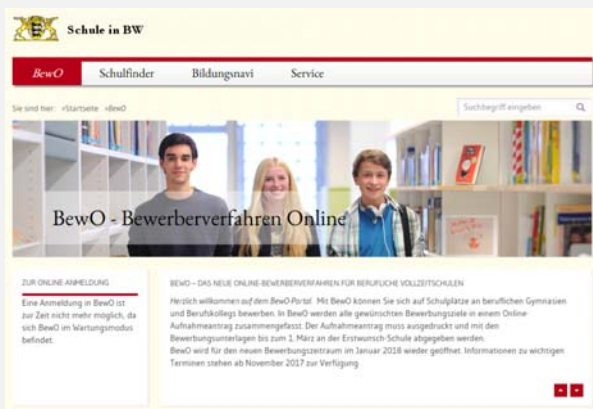 Schule in BW
BewO Schulfinder Bildungsnavi Service
Sie sind hier: »Startseite »BewO
Suchbegriff eingeben
BewO - Bewerberverfahren Online
ZUR ONLINE-ANMELDUNG
Eine Anmeldung in BewO ist
zur Zeit nicht mehr möglich, da
sich BewO im Wartungsmodus
befindet.
BEWO – DAS NEUE ONLINE-BEWERBERVERFAHREN FÜR BERUFLICHE VOLLZEITSCHULEN
Herzlich willkommen auf dem BewO-Portal. Mit BewO können Sie sich auf Schulplätze an beruflichen Gymnasien
und Berufskollegs bewerben. In BewO werden alle gewünschten Bewerbungsziele in einem Online-
Aufnahmeantrag zusammengefasst. Der Aufnahmeantrag muss ausgedruckt und mit den
Bewerbungsunterlagen bis zum 1. März an der Erstwunsch-Schule abgegeben werden.
BewO wird für den neuen Bewerbungszeitraum im Januar 2018 wieder geöffnet. Informationen zu wichtigen
Terminen stehen ab November 2017 zur Verfügung.